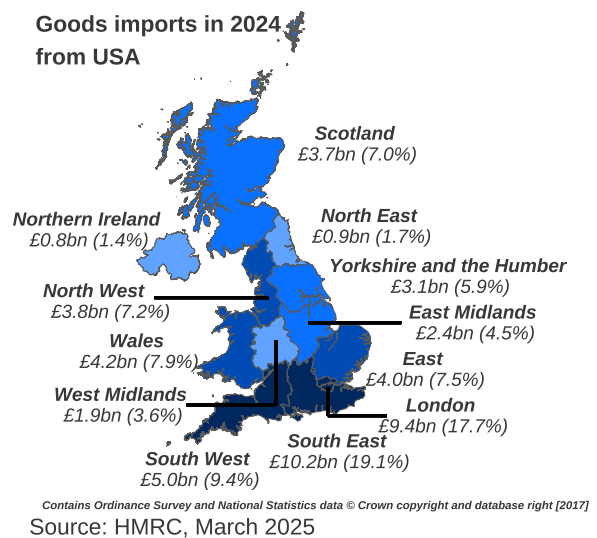 Goods imports in 2024
from USA
Scotland
£3.7bn (7.0%)
Northern Ireland
£0.8bn (1.4%)
North East
£0.9bn (1.7%)
Yorkshire and the Humber
£3.1bn (5.9%)
North West
£3.8bn (7.2%)
East Midlands
£2.4bn (4.5%)
Wales
£4.2bn (7.9%)
East
£4.0bn (7.5%)
West Midlands
£1.9bn (3.6%)
London
£9.4bn (17.7%)
South East
£10.2bn (19.1%)
South West
£5.0bn (9.4%)
Contains Ordinance Survey and National Statistics data © Crown copyright and database right [2017]
Source: HMRC, March 2025